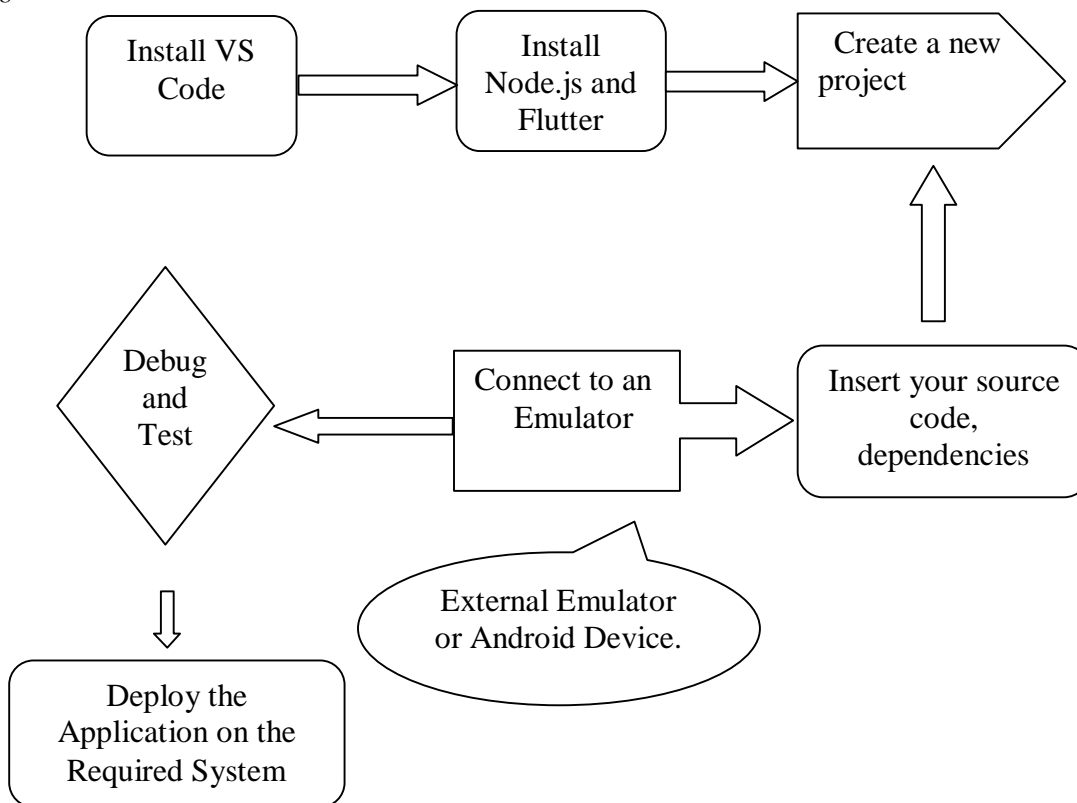 Install VS
Code
Install
Node.js and
Flutter
Create a new
project
Debug
and
Test
Connect to an
Emulator
Insert your source
code,
dependencies
External Emulator
or Android Device.
Deploy the
Application on the
Required System